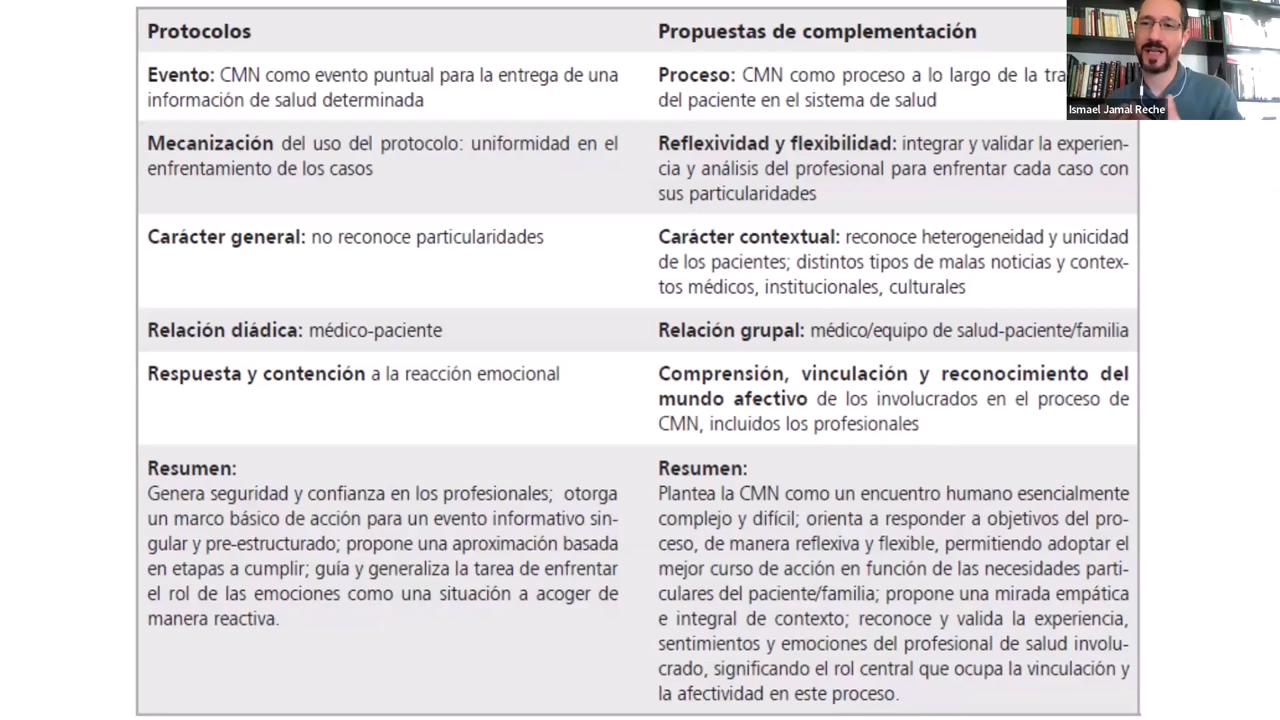 Protocolos
Propuestas de complementación
Evento: CMN como evento puntual para la entrega de una
información de salud determinada
Proceso: CMN como proceso a lo largo de la
del paciente en el sistema de salud
Mecanización del uso del protocolo: uniformidad en el
enfrentamiento de los casos
Reflexividad y flexibilidad: integrar y validar la experien-
cia y análisis del profesional para enfrentar cada caso con
sus particularidades
Carácter general: no reconoce particularidades
Carácter contextual: reconoce heterogeneidad y unicidad
de los pacientes; distintos tipos de malas noticias y contex-
tos médicos, institucionales, culturales
Relación diádica: médico-paciente
Relación grupal: médico/equipo de salud-paciente/familia
Respuesta y contención a la reacción emocional
Comprensión, vinculación y reconocimiento del
mundo afectivo de los involucrados en el proceso de
CMN, incluidos los profesionales
Resumen:
Genera seguridad y confianza en los profesionales; otorga
un marco básico de acción para un evento informativo sin-
gular y pre-estructurado; propone una aproximación basada
en etapas a cumplir; guía y generaliza la tarea de enfrentar
el rol de las emociones como una situación a acoger de
manera reactiva.
Resumen:
Plantea la CMN como un encuentro humano esencialmente
complejo y difícil; orienta a responder a objetivos del pro-
ceso, de manera reflexiva y flexible, permitiendo adoptar el
mejor curso de acción en función de las necesidades parti-
culares del paciente/familia; propone una mirada empática
e integral de contexto; reconoce y valida la experiencia,
sentimientos y emociones del profesional de salud involu-
crado, significando el rol central que ocupa la vinculación y
la afectividad en este proceso.
Ismael Jamal Reche